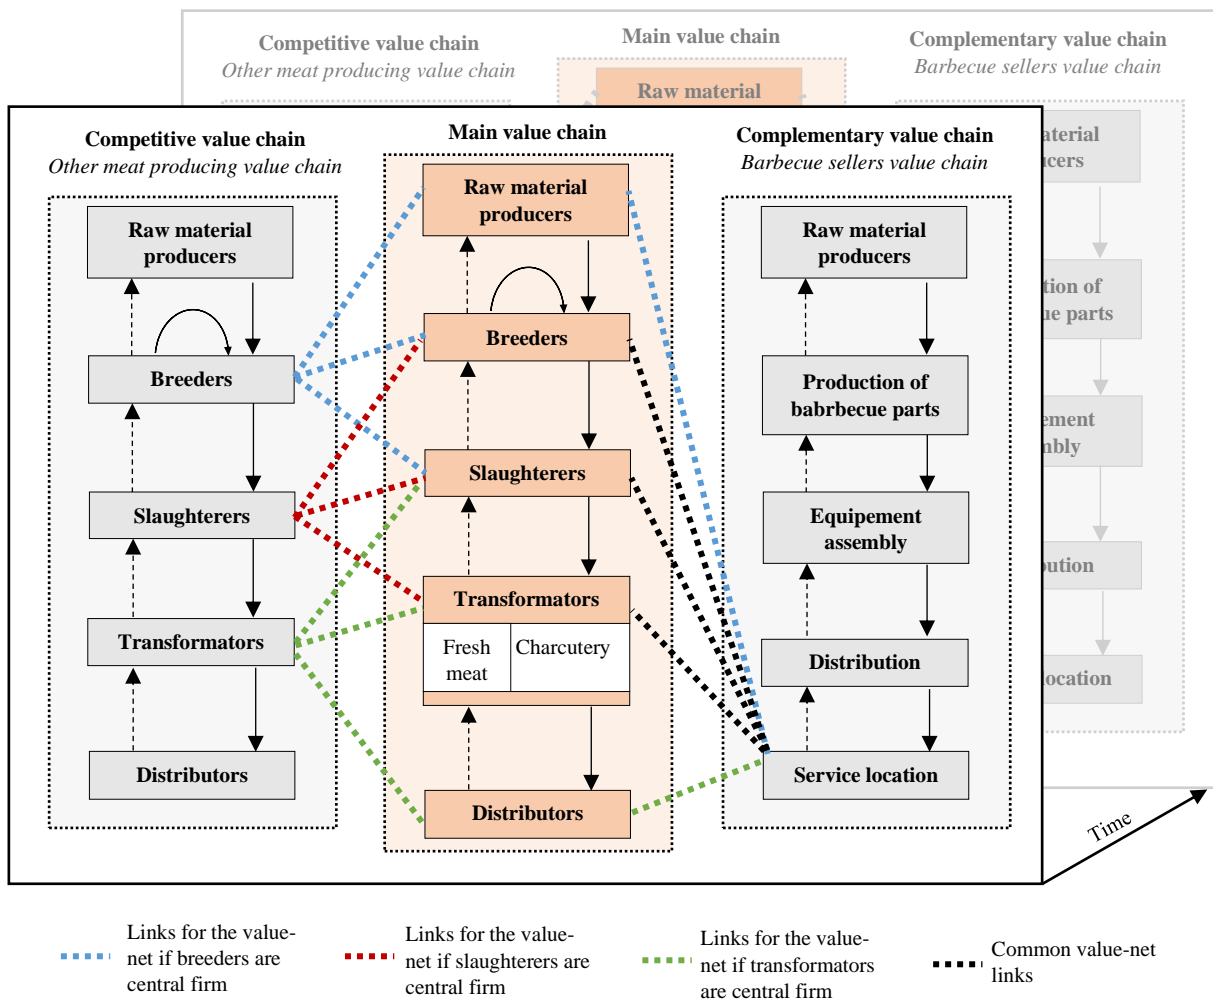 Competitive value chain
Other meat producing value chain
Main value chain
Raw material
Complementary value chain
Barbecue sellers value chain
Competitive value chain
Other meat producing value chain
Raw material
producers
Breeders
Slaughterers
Transformators
Distributors
Main value chain
Raw material
producers
Breeders
Slaughterers
Transformators
Fresh
meat
Charcutery
Distributors
Complementary value chain
Barbecue sellers value chain
Raw material
producers
Production of
babrbecue parts
Equipement
assembly
Distribution
Service location
Time
Links for the value-
net if breeders are
central firm
Links for the value-
net if slaughterers are
central firm
Links for the value-
net if transformators
are central firm
Common value-net
links